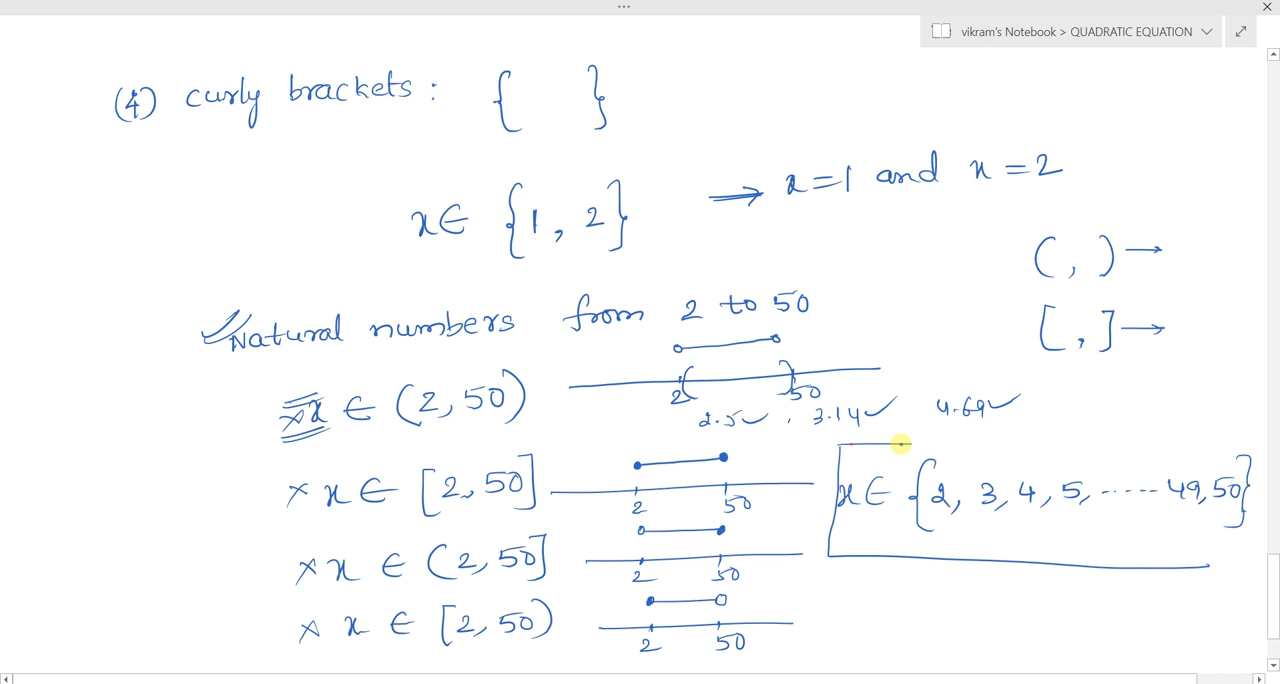 vikram's Notebook > QUADRATIC EQUATION
(4) curly brackets : { }
x ∈ {1, 2} ⟹ x=1 and x=2
( , ) →
[ , ] →
Natural numbers from 2 to 50
x x ∈ (2, 50) 2 ( ) 50
2.5 ✓, 3.14 ✓ 4.69 ✓
× x ∈ [2, 50] 2 50
x ∈ {2, 3, 4, 5, ...... 49, 50}
× x ∈ (2, 50] 2 50
× x ∈ [2, 50) 2 50